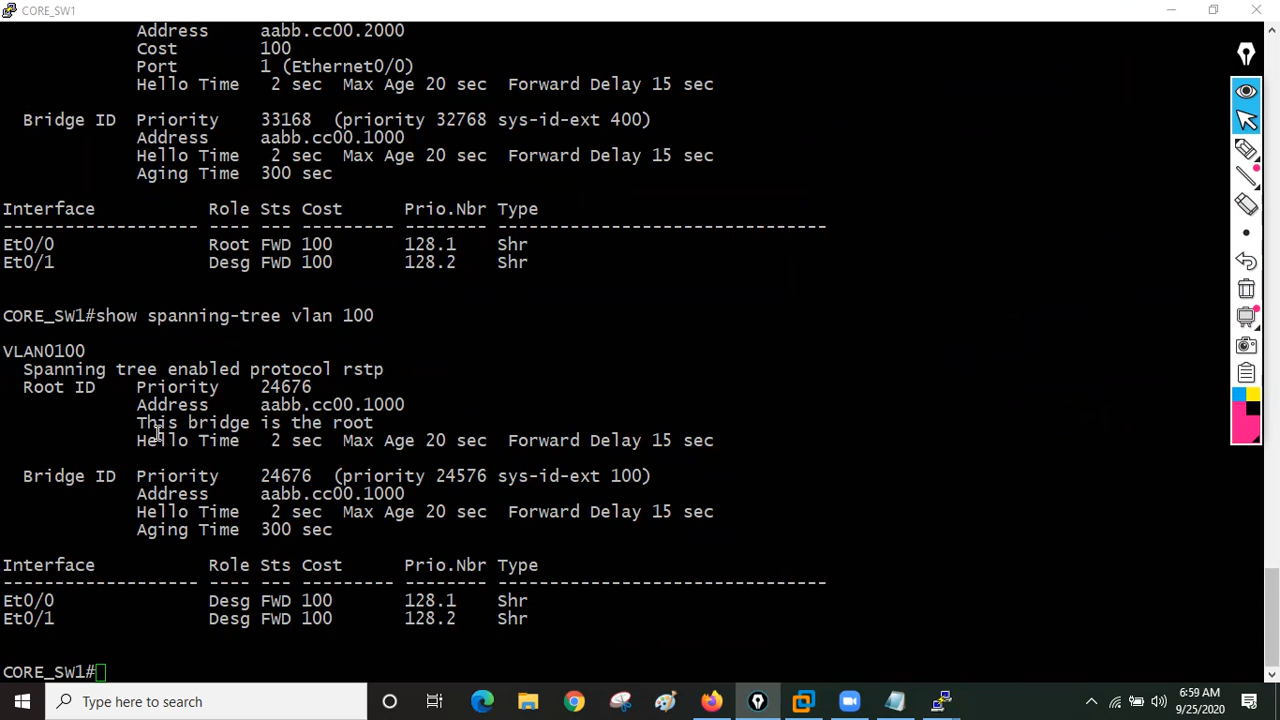 CORE_SW1
Address aabb.cc00.2000
Cost 100
Port 1 (Ethernet0/0)
Hello Time 2 sec Max Age 20 sec Forward Delay 15 sec
Bridge ID Priority 33168 (priority 32768 sys-id-ext 400)
Address aabb.cc00.1000
Hello Time 2 sec Max Age 20 sec Forward Delay 15 sec
Aging Time 300 sec
Interface Role Sts Cost Prio.Nbr Type
------------------- ---- --- --------- -------- --------------------------------
Et0/0 Root FWD 100 128.1 Shr
Et0/1 Desg FWD 100 128.2 Shr
CORE_SW1#show spanning-tree vlan 100
VLAN0100
Spanning tree enabled protocol rstp
Root ID Priority 24676
Address aabb.cc00.1000
This bridge is the root
Hello Time 2 sec Max Age 20 sec Forward Delay 15 sec
Bridge ID Priority 24676 (priority 24576 sys-id-ext 100)
Address aabb.cc00.1000
Hello Time 2 sec Max Age 20 sec Forward Delay 15 sec
Aging Time 300 sec
Interface Role Sts Cost Prio.Nbr Type
------------------- ---- --- --------- -------- --------------------------------
Et0/0 Desg FWD 100 128.1 Shr
Et0/1 Desg FWD 100 128.2 Shr
CORE_SW1#
Type here to search
6:59 AM
9/25/2020